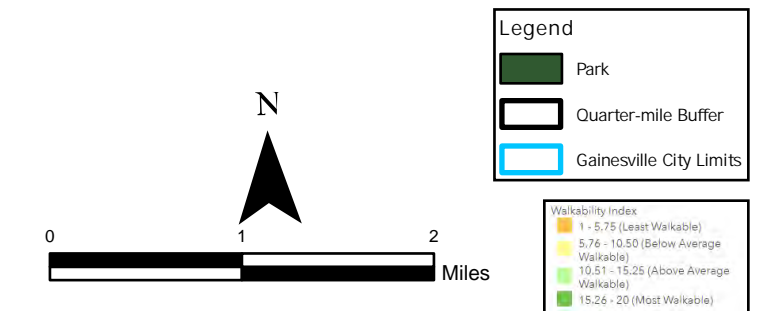 Legend
Park
Quarter-mile Buffer
Gainesville City Limits
N
0 1 2
Miles
Walkability Index
1 - 5.75 (Least Walkable)
5.76 - 10.50 (Below Average
Walkable)
10.51 - 15.25 (Above Average
Walkable)
15.26 - 20 (Most Walkable)